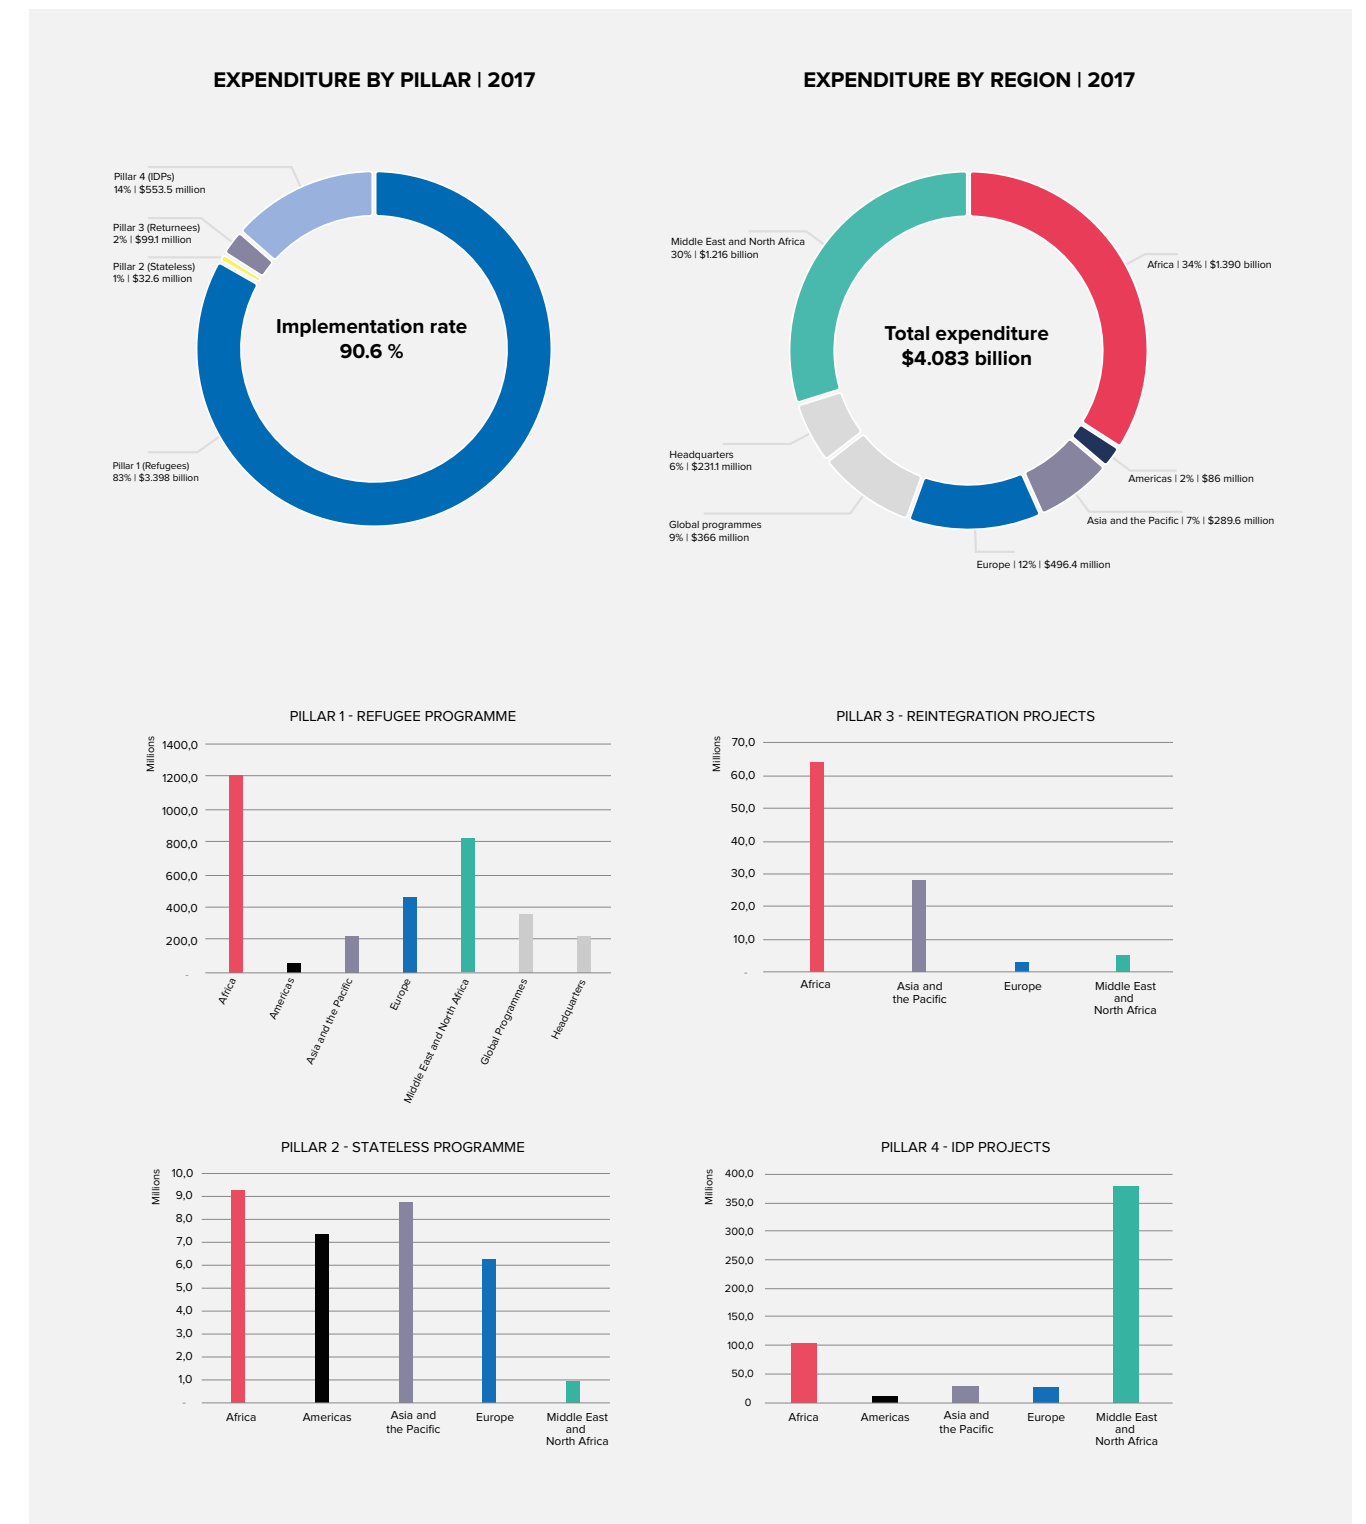 EXPENDITURE BY PILLAR | 2017
Pillar 4 (IDPs)
14% | $553.5 million
Pillar 3 (Returnees)
2% | $99.1 million
Pillar 2 (Stateless)
1% | $32.6 million
Implementation rate
90.6 %
Pillar 1 (Refugees)
83% | $3.398 billion
EXPENDITURE BY REGION | 2017
Middle East and North Africa
30% | $1.216 billion
Africa | 34% | $1.390 billion
Total expenditure
$4.083 billion
Headquarters
6% | $231.1 million
Americas | 2% | $86 million
Global programmes
9% | $366 million
Asia and the Pacific | 7% | $289.6 million
Europe | 12% | $496.4 million
PILLAR 1 - REFUGEE PROGRAMME
Millions
1400,0
1200,0
1000,0
800,0
600,0
400,0
200,0
-
Africa
Americas
Asia and the Pacific
Europe
Middle East and North Africa
Global Programmes
Headquarters
PILLAR 3 - REINTEGRATION PROJECTS
Millions
70,0
60,0
50,0
40,0
30,0
20,0
10,0
-
Africa
Asia and
the Pacific
Europe
Middle East
and
North Africa
PILLAR 2 - STATELESS PROGRAMME
Millions
10,0
9,0
8,0
7,0
6,0
5,0
4,0
3,0
2,0
1,0
-
Africa
Americas
Asia and
the Pacific
Europe
Middle East
and
North Africa
PILLAR 4 - IDP PROJECTS
Millions
400,0
350,0
300,0
250,0
200,0
150,0
100,0
50,0
0
Africa
Americas
Asia and
the Pacific
Europe
Middle East
and
North Africa